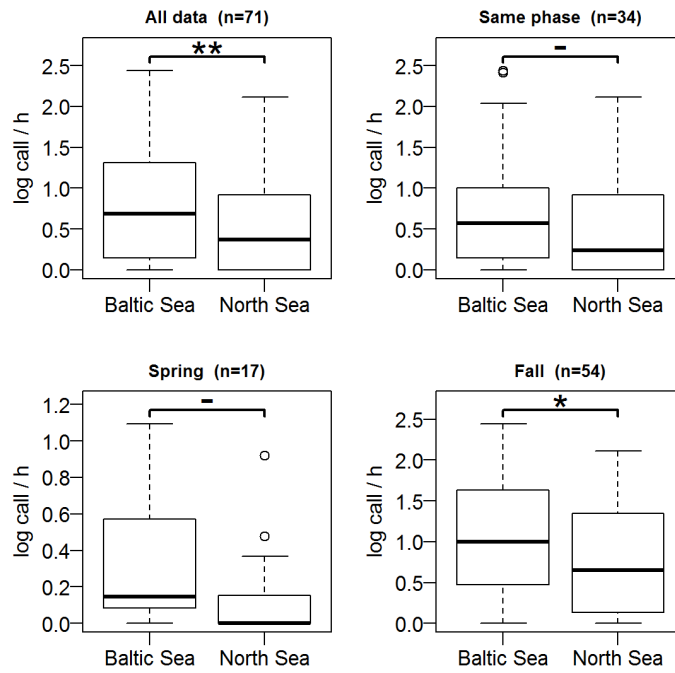 All data (n=71)
**
2.5
2.0
1.5
1.0
0.5
0.0
log call / h
Baltic Sea North Sea
Same phase (n=34)
-
2.5
2.0
1.5
1.0
0.5
0.0
log call / h
Baltic Sea North Sea
Spring (n=17)
-
1.2
1.0
0.8
0.6
0.4
0.2
0.0
log call / h
Baltic Sea North Sea
Fall (n=54)
*
2.5
2.0
1.5
1.0
0.5
0.0
log call / h
Baltic Sea North Sea